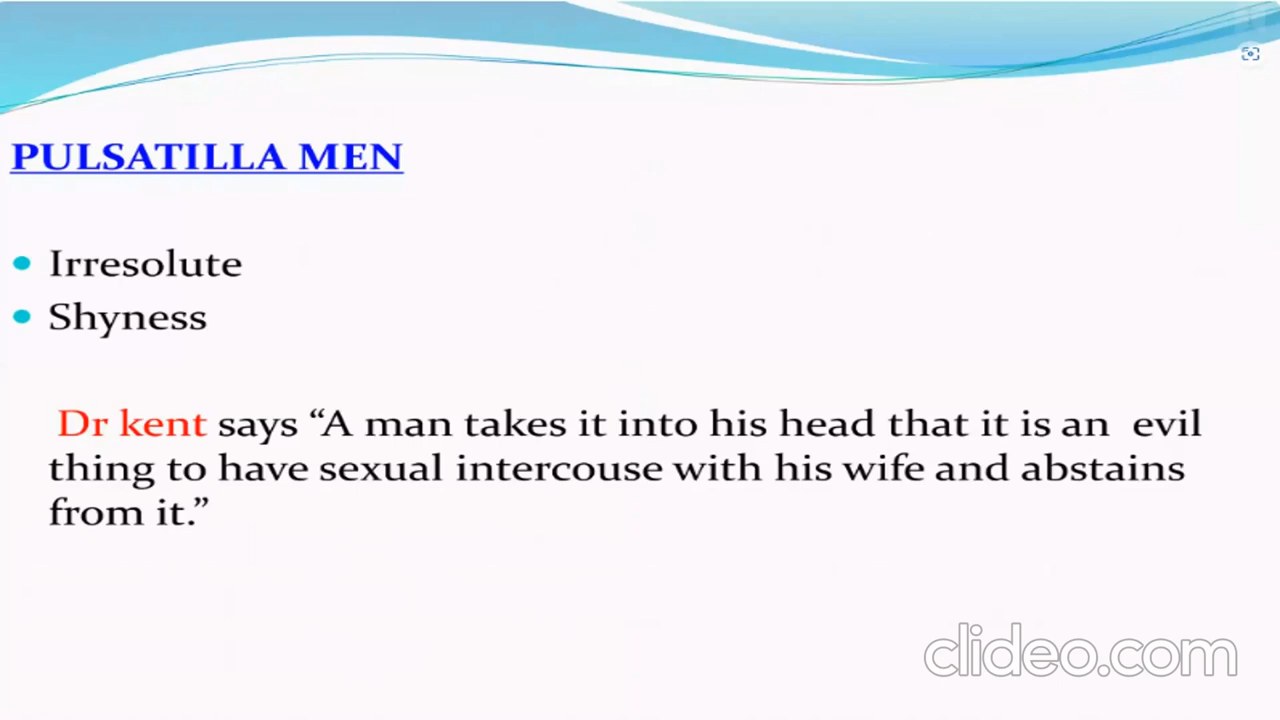 PULSATILLA MEN
Irresolute
Shyness
Dr kent says “A man takes it into his head that it is an evil
thing to have sexual intercouse with his wife and abstains
from it.”
clideo.com